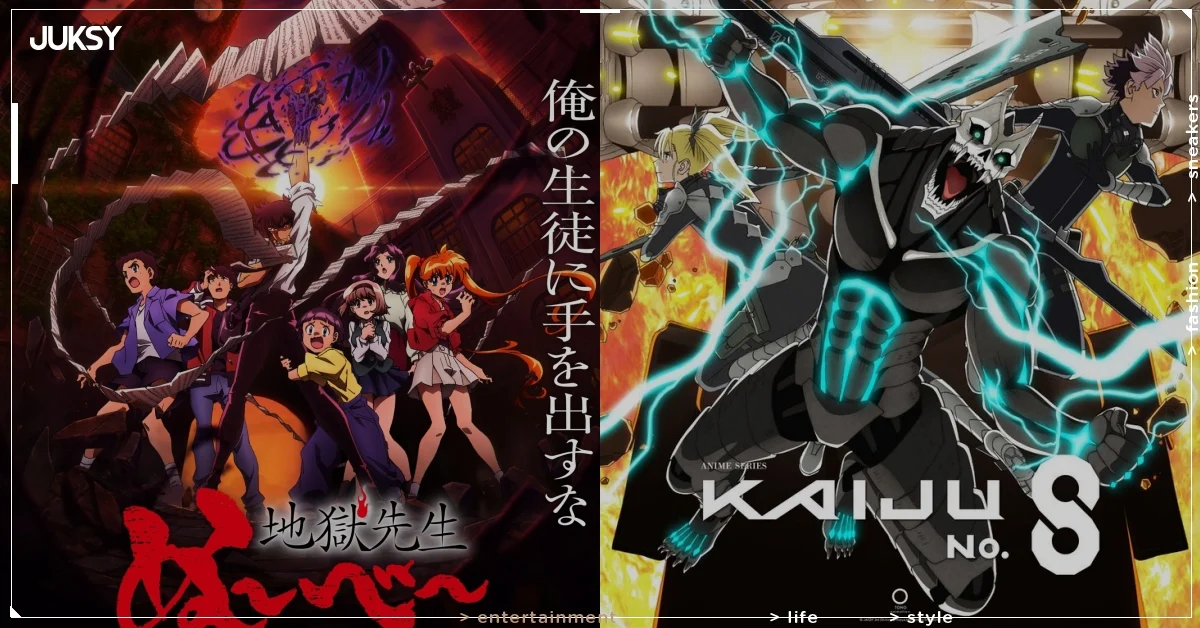 JUKSY
俺の生徒に手を出すな
地獄先生
ぬ〜べ〜
ANIME SERIES
KAIJU
No. 8
TOHO
> sneakers
> fashion
> entertainment
> life
> style